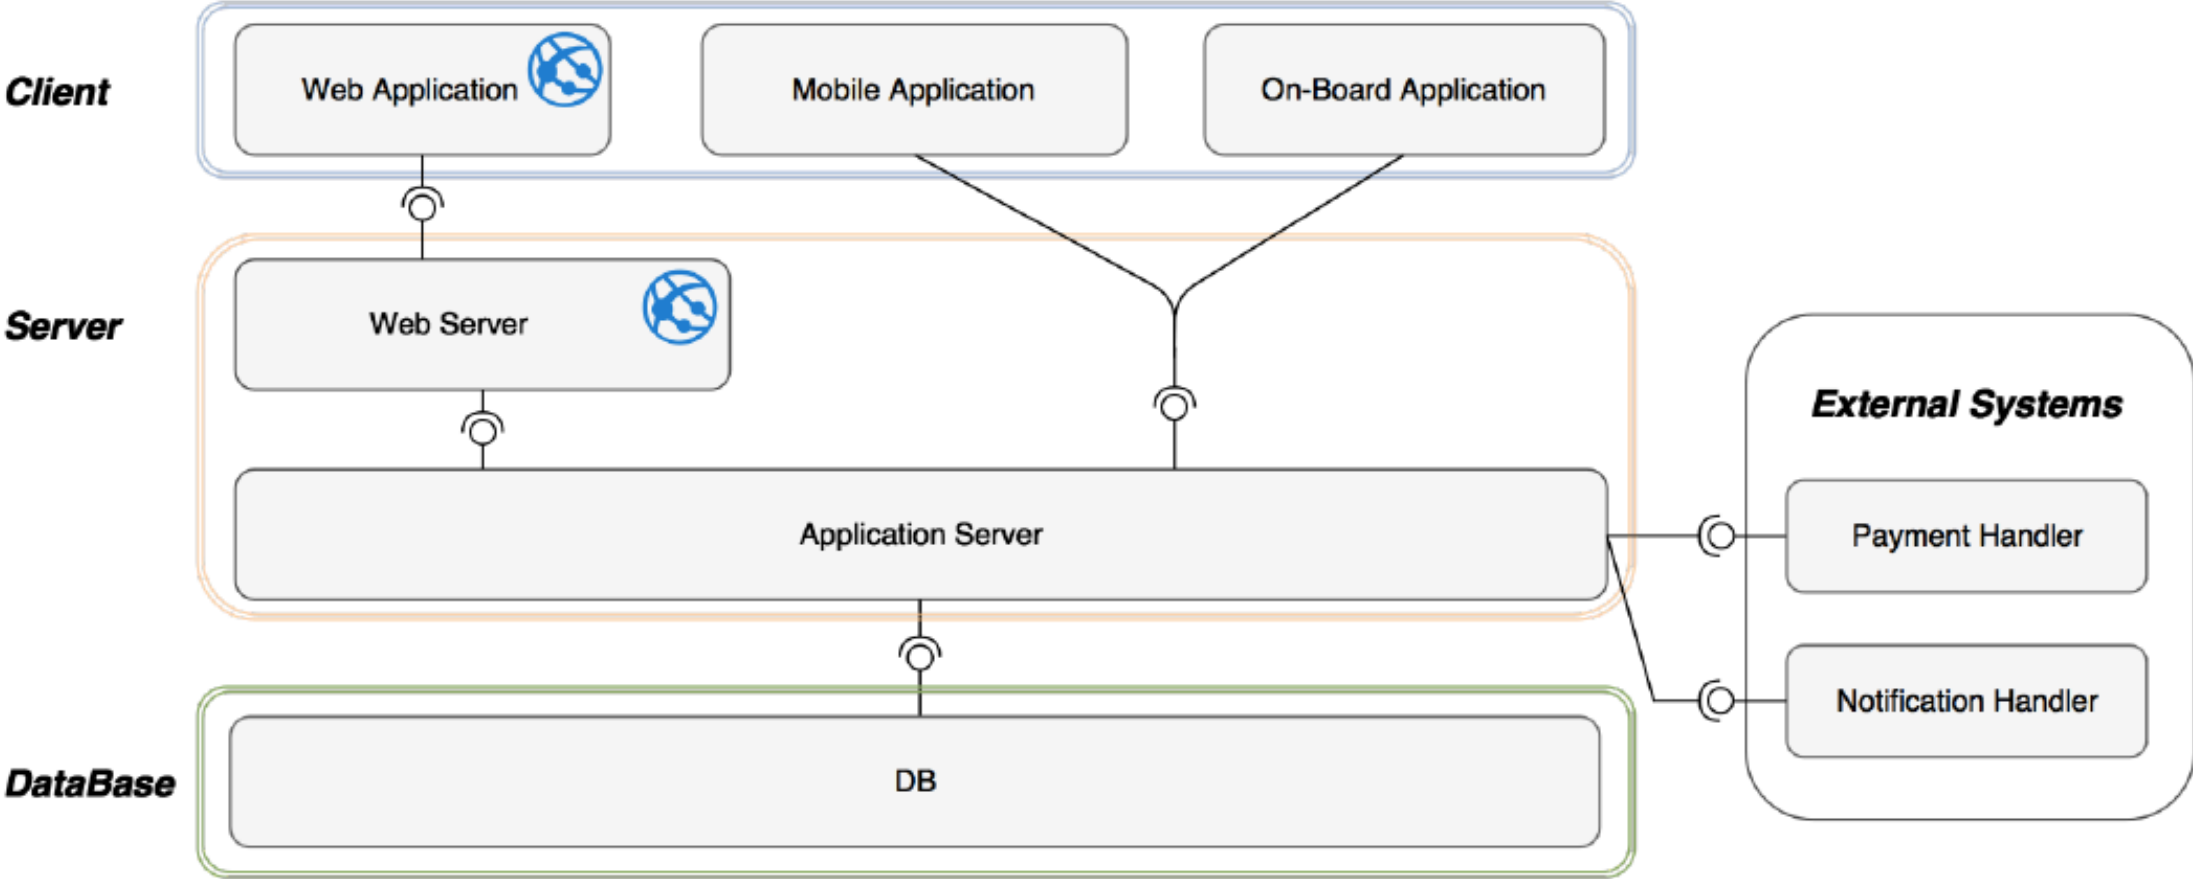 Client
Web Application
Mobile Application
On-Board Application
Server
Web Server
External Systems
Application Server
Payment Handler
Notification Handler
DataBase
DB